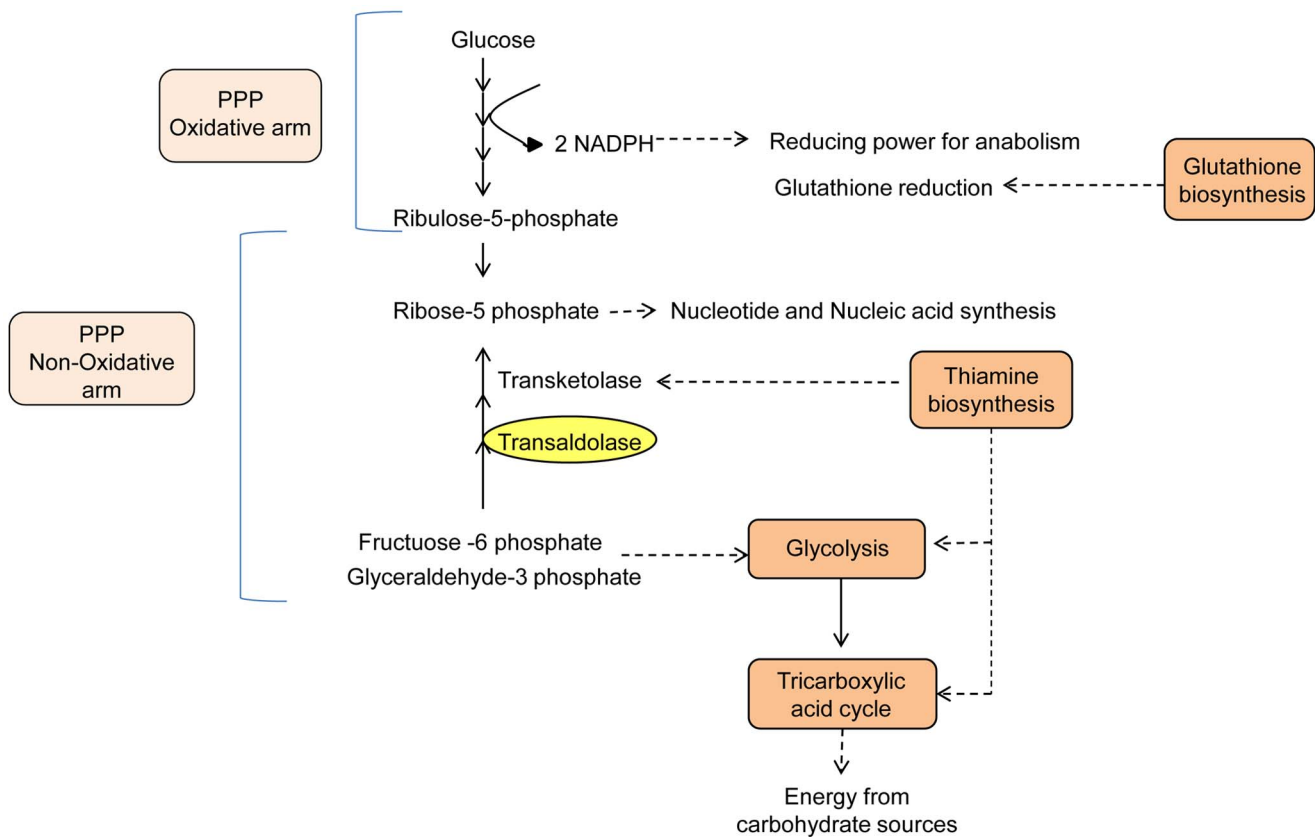 Glucose
PPP
Oxidative arm
2 NADPH
Reducing power for anabolism
Glutathione reduction
Glutathione
biosynthesis
Ribulose-5-phosphate
Ribose-5 phosphate
Nucleotide and Nucleic acid synthesis
PPP
Non-Oxidative
arm
Transketolase
Thiamine
biosynthesis
Transaldolase
Fructuose -6 phosphate
Glyceraldehyde-3 phosphate
Glycolysis
Tricarboxylic
acid cycle
Energy from
carbohydrate sources